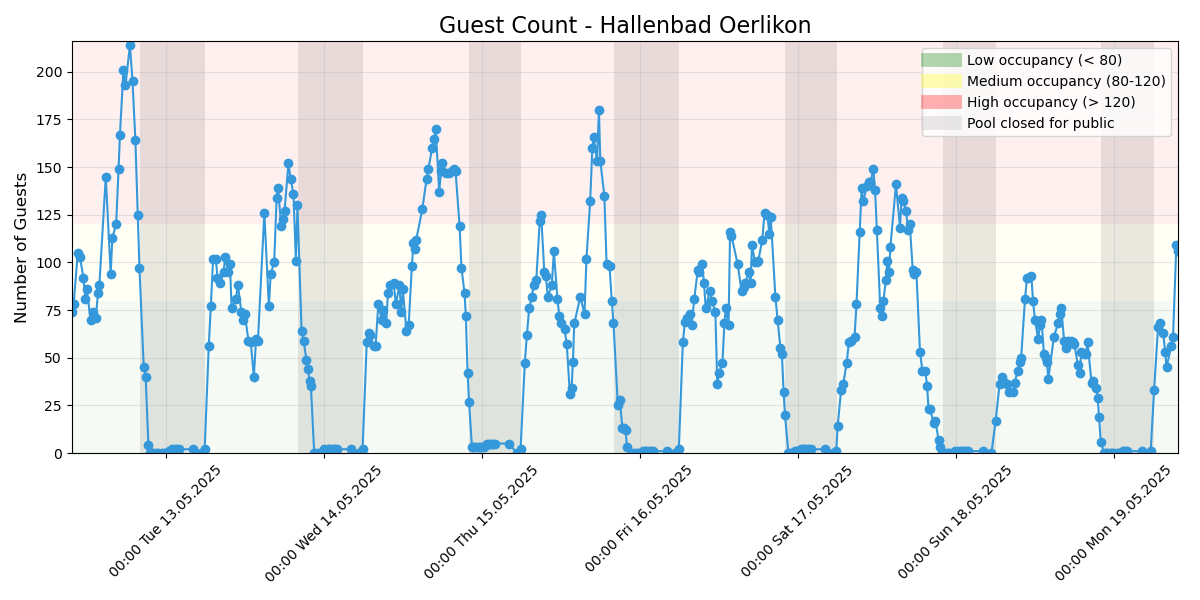 Guest Count - Hallenbad Oerlikon
Number of Guests
200
175
150
125
100
75
50
25
0
Low occupancy (< 80)
Medium occupancy (80-120)
High occupancy (> 120)
Pool closed for public
00:00 Tue 13.05.2025
00:00 Wed 14.05.2025
00:00 Thu 15.05.2025
00:00 Fri 16.05.2025
00:00 Sat 17.05.2025
00:00 Sun 18.05.2025
00:00 Mon 19.05.2025